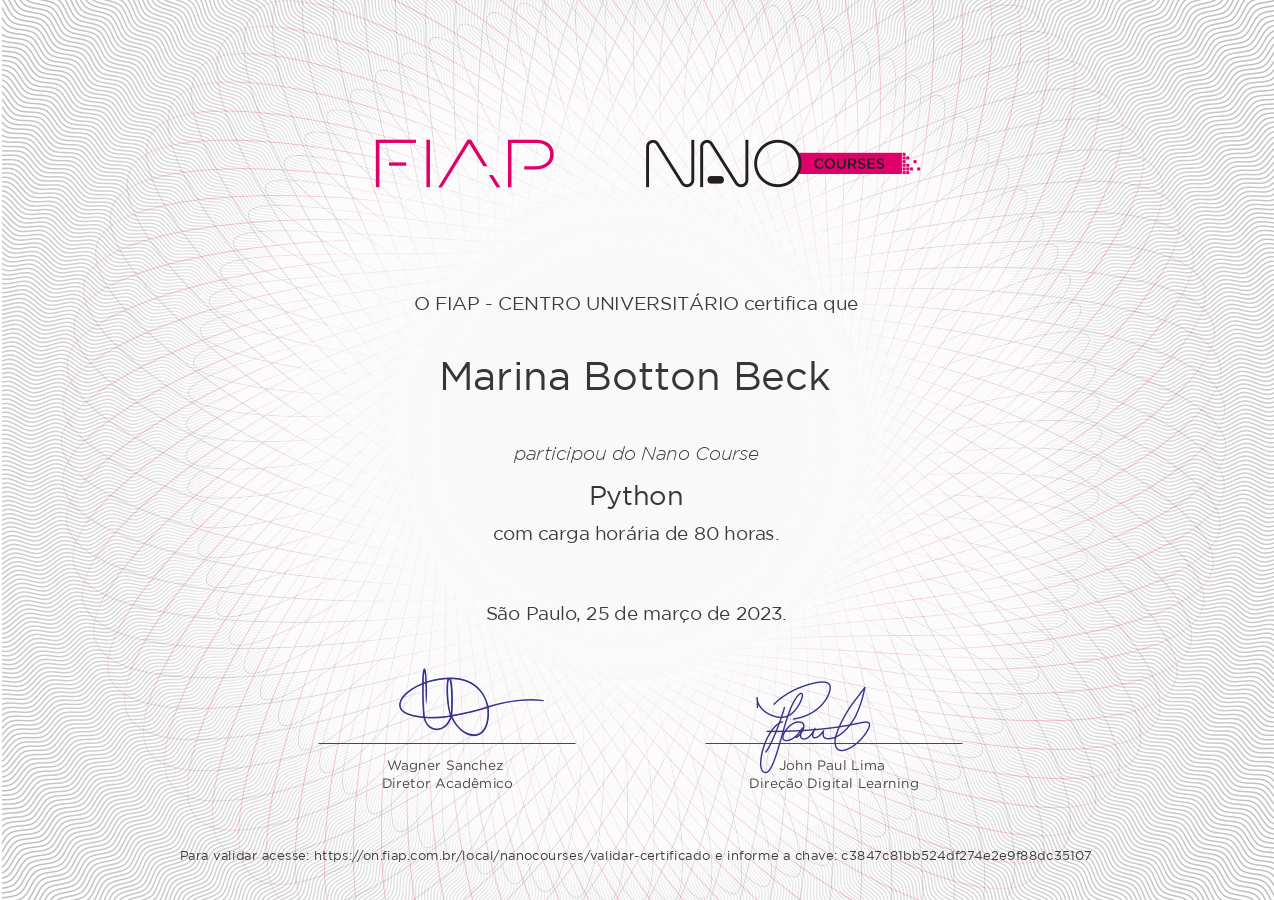 FIAP NANO COURSES
O FIAP - CENTRO UNIVERSITÁRIO certifica que
Marina Botton Beck
participou do Nano Course
Python
com carga horária de 80 horas.
São Paulo, 25 de março de 2023.
Wagner Sanchez
Diretor Acadêmico
John Paul Lima
Direção Digital Learning
Para validar acesse: https://on.fiap.com.br/local/nanocourses/validar-certificado e informe a chave: c3847c81bb524df274e2e9f88dc35107